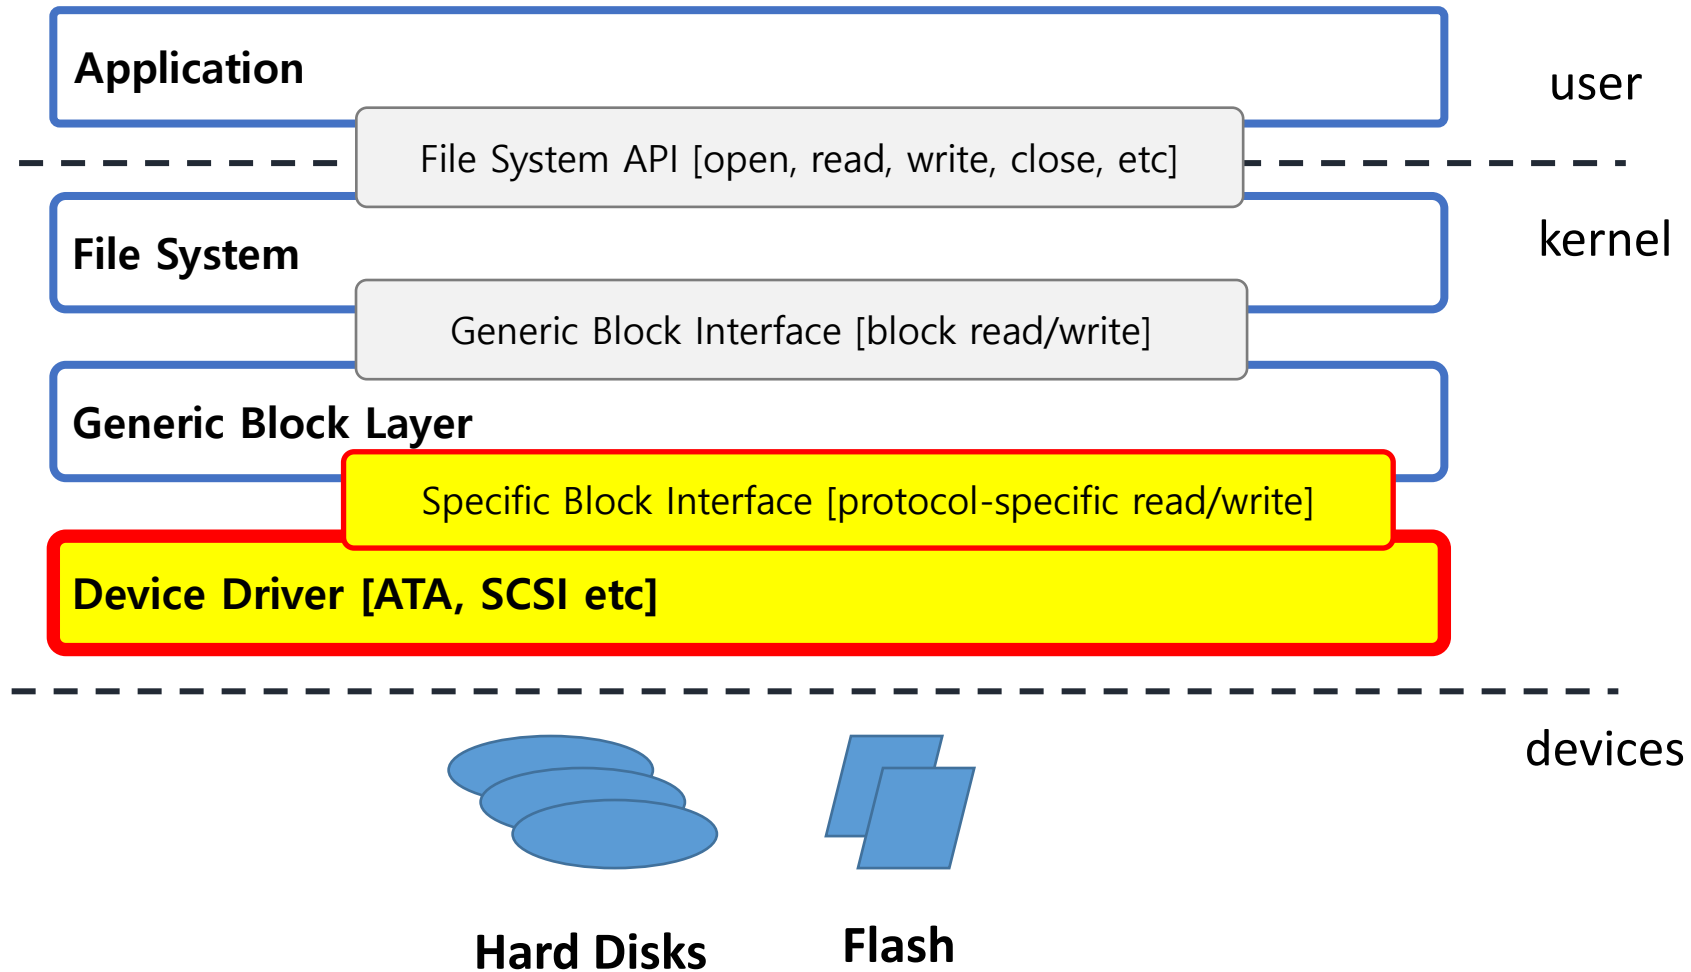 Application
user
File System API [open, read, write, close, etc]
File System
kernel
Generic Block Interface [block read/write]
Generic Block Layer
Specific Block Interface [protocol-specific read/write]
Device Driver [ATA, SCSI etc]
devices
Hard Disks
Flash